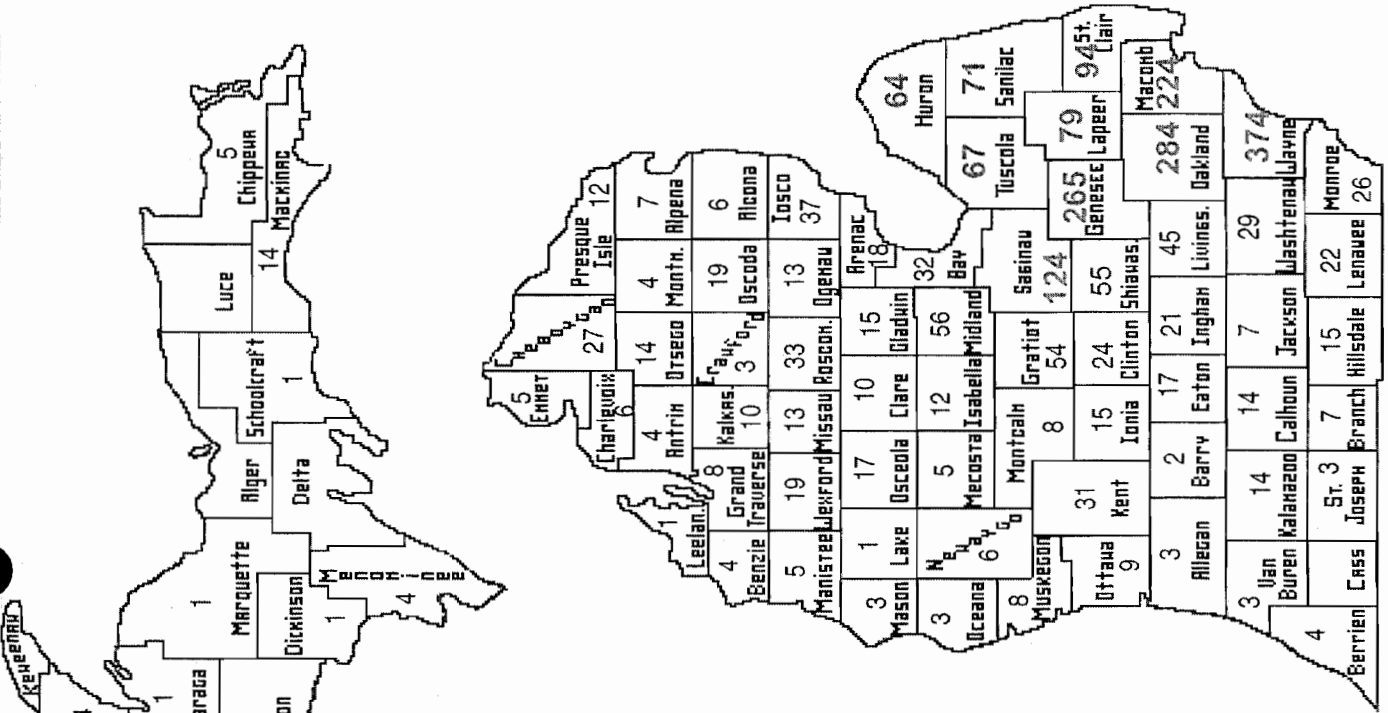 Keweenaw
1
araga
on
1
Marquette
Dickinson
1
Menominee
4
Alger
Delta
Schoolcraft
1
Luce
5
Chippewa
Mackinac
14
5
Emmet
Cheboygan
27
Presque
Isle
12
Charlevoix
6
4
Antrim
14
Otsego
4
Montm.
7
Alpena
1
Leelan.
8
Grand
Traverse
Kalkas.
10
Crawford
3
19
Oscoda
6
Alcona
4
Benzie
5
Manistee
19
Wexford
13
Missau
33
Roscom.
13
Ogemaw
Iosco
37
3
Mason
1
Lake
17
Osceola
10
Clare
15
Gladwin
Arenac
18
3
Oceana
Newaygo
6
5
Mecosta
12
Isabella
56
Midland
32
Bay
64
Huron
8
Muskegon
Montcalm
8
Gratiot
54
Saginaw
124
67
Tuscola
71
Sanilac
Ottawa
9
31
Kent
15
Ionia
24
Clinton
55
Shiawas.
265
Genesee
79
Lapeer
94 St.
Clair
3
Allegan
2
Barry
17
Eaton
21
Ingham
45
Livings.
284
Oakland
Macomb
224
3
Van
Buren
14
Kalamazoo
14
Calhoun
7
Jackson
29
Washtenaw
374
Wayne
4
Berrien
Cass
St. 3
Joseph
7
Branch
15
Hillsdale
22
Lenawee
Monroe
26